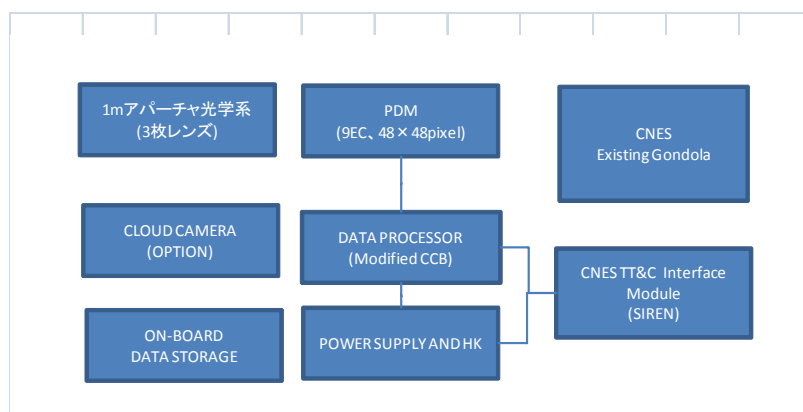 1mアパーチャ光学系
(3枚レンズ)
PDM
(9EC、48×48pixel)
CNES
Existing Gondola
CLOUD CAMERA
(OPTION)
DATA PROCESSOR
(Modified CCB)
CNES TT&C Interface
Module
(SIREN)
ON-BOARD
DATA STORAGE
POWER SUPPLY AND HK